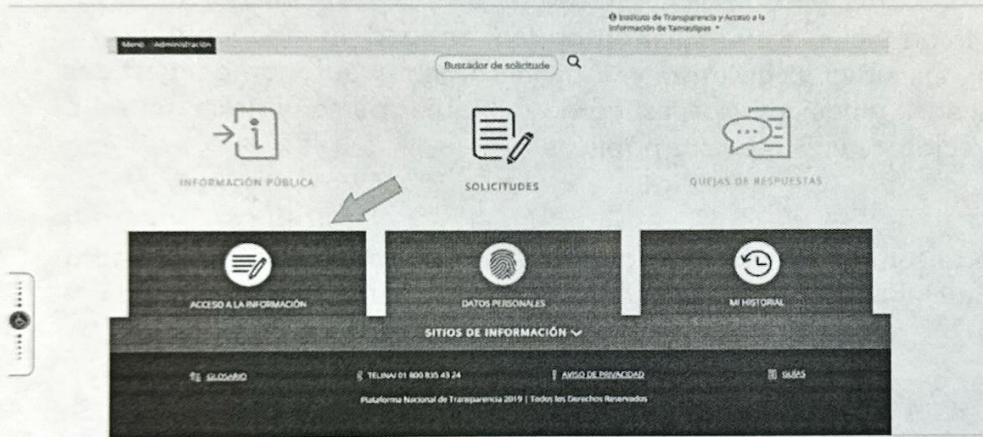 Instituto de Transparencia y Acceso a la
Información de Tamaulipas
Menú Administración
Buscador de solicitude
INFORMACIÓN PÚBLICA
SOLICITUDES
QUEJAS DE RESPUESTAS
ACCESO A LA INFORMACIÓN
DATOS PERSONALES
MI HISTORIAL
SITIOS DE INFORMACIÓN
GLOSARIO
TELINAI 01 800 835 43 24
AVISO DE PRIVACIDAD
GUÍAS
Plataforma Nacional de Transparencia 2019 | Todos los Derechos Reservados